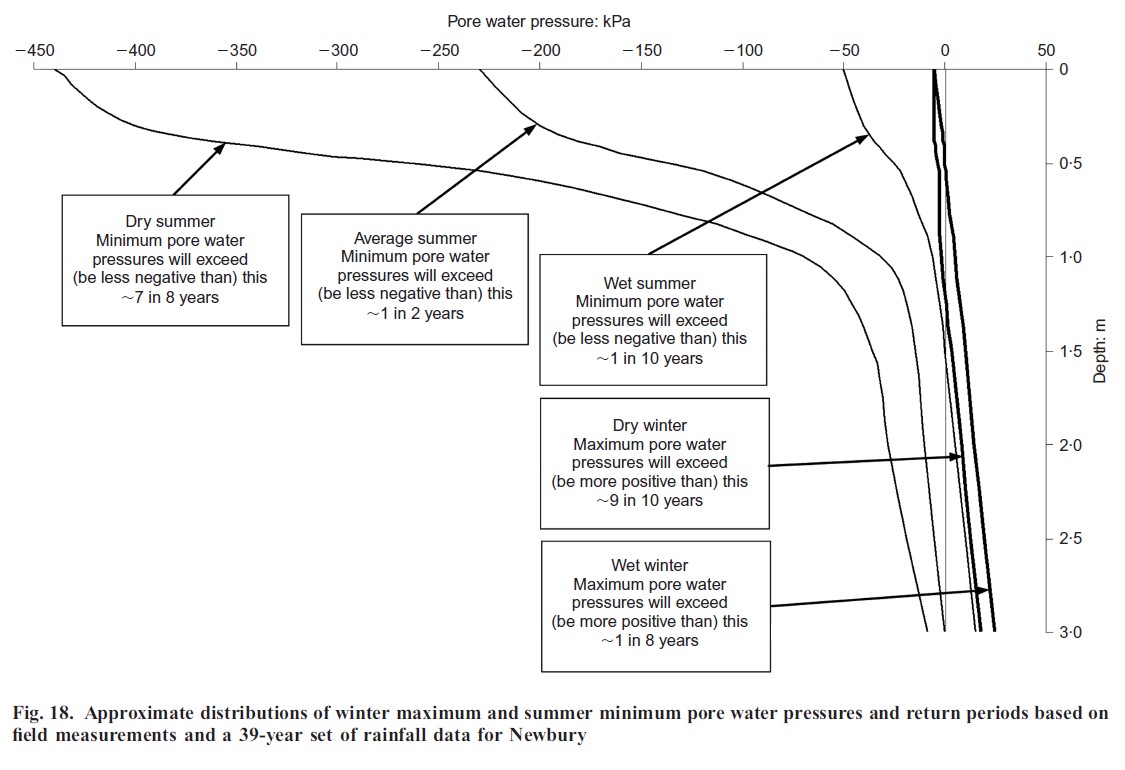 Pore water pressure: kPa
−450 −400 −350 −300 −250 −200 −150 −100 −50 0 50
0
0·5
1·0
1·5
2·0
2·5
3·0
Depth: m
Dry summer
Minimum pore water
pressures will exceed
(be less negative than) this
~7 in 8 years
Average summer
Minimum pore water
pressures will exceed
(be less negative than) this
~1 in 2 years
Wet summer
Minimum pore water
pressures will exceed
(be less negative than) this
~1 in 10 years
Dry winter
Maximum pore water
pressures will exceed
(be more positive than) this
~9 in 10 years
Wet winter
Maximum pore water
pressures will exceed
(be more positive than) this
~1 in 8 years
Fig. 18. Approximate distributions of winter maximum and summer minimum pore water pressures and return periods based on
field measurements and a 39-year set of rainfall data for Newbury